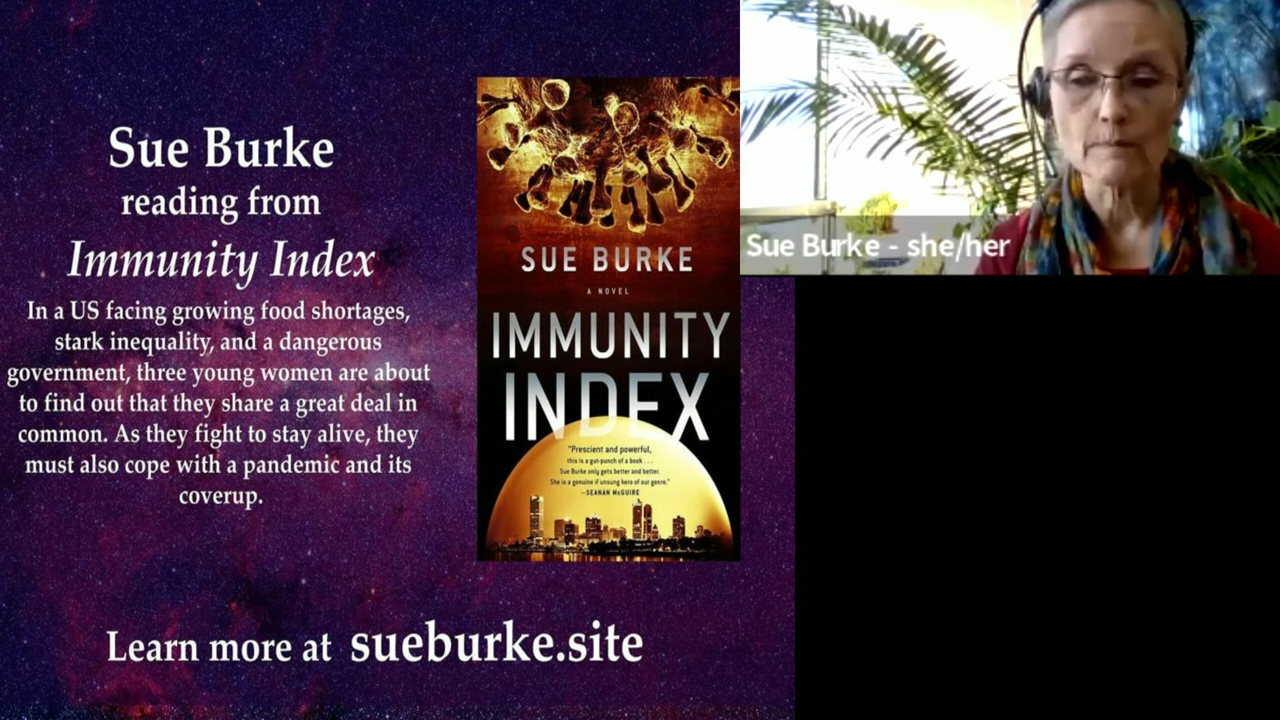 Sue Burke
reading from
Immunity Index
In a US facing growing food shortages,
stark inequality, and a dangerous
government, three young women are about
to find out that they share a great deal in
common. As they fight to stay alive, they
must also cope with a pandemic and its
coverup.
Learn more at sueburke.site
SUE BURKE
A NOVEL
IMMUNITY
INDEX
"Prescient and powerful,
this is a gut-punch of a book . . .
Sue Burke only gets better and better.
She is a genuine if unsung hero of our genre."
—SEANAN McGUIRE
Sue Burke - she/her